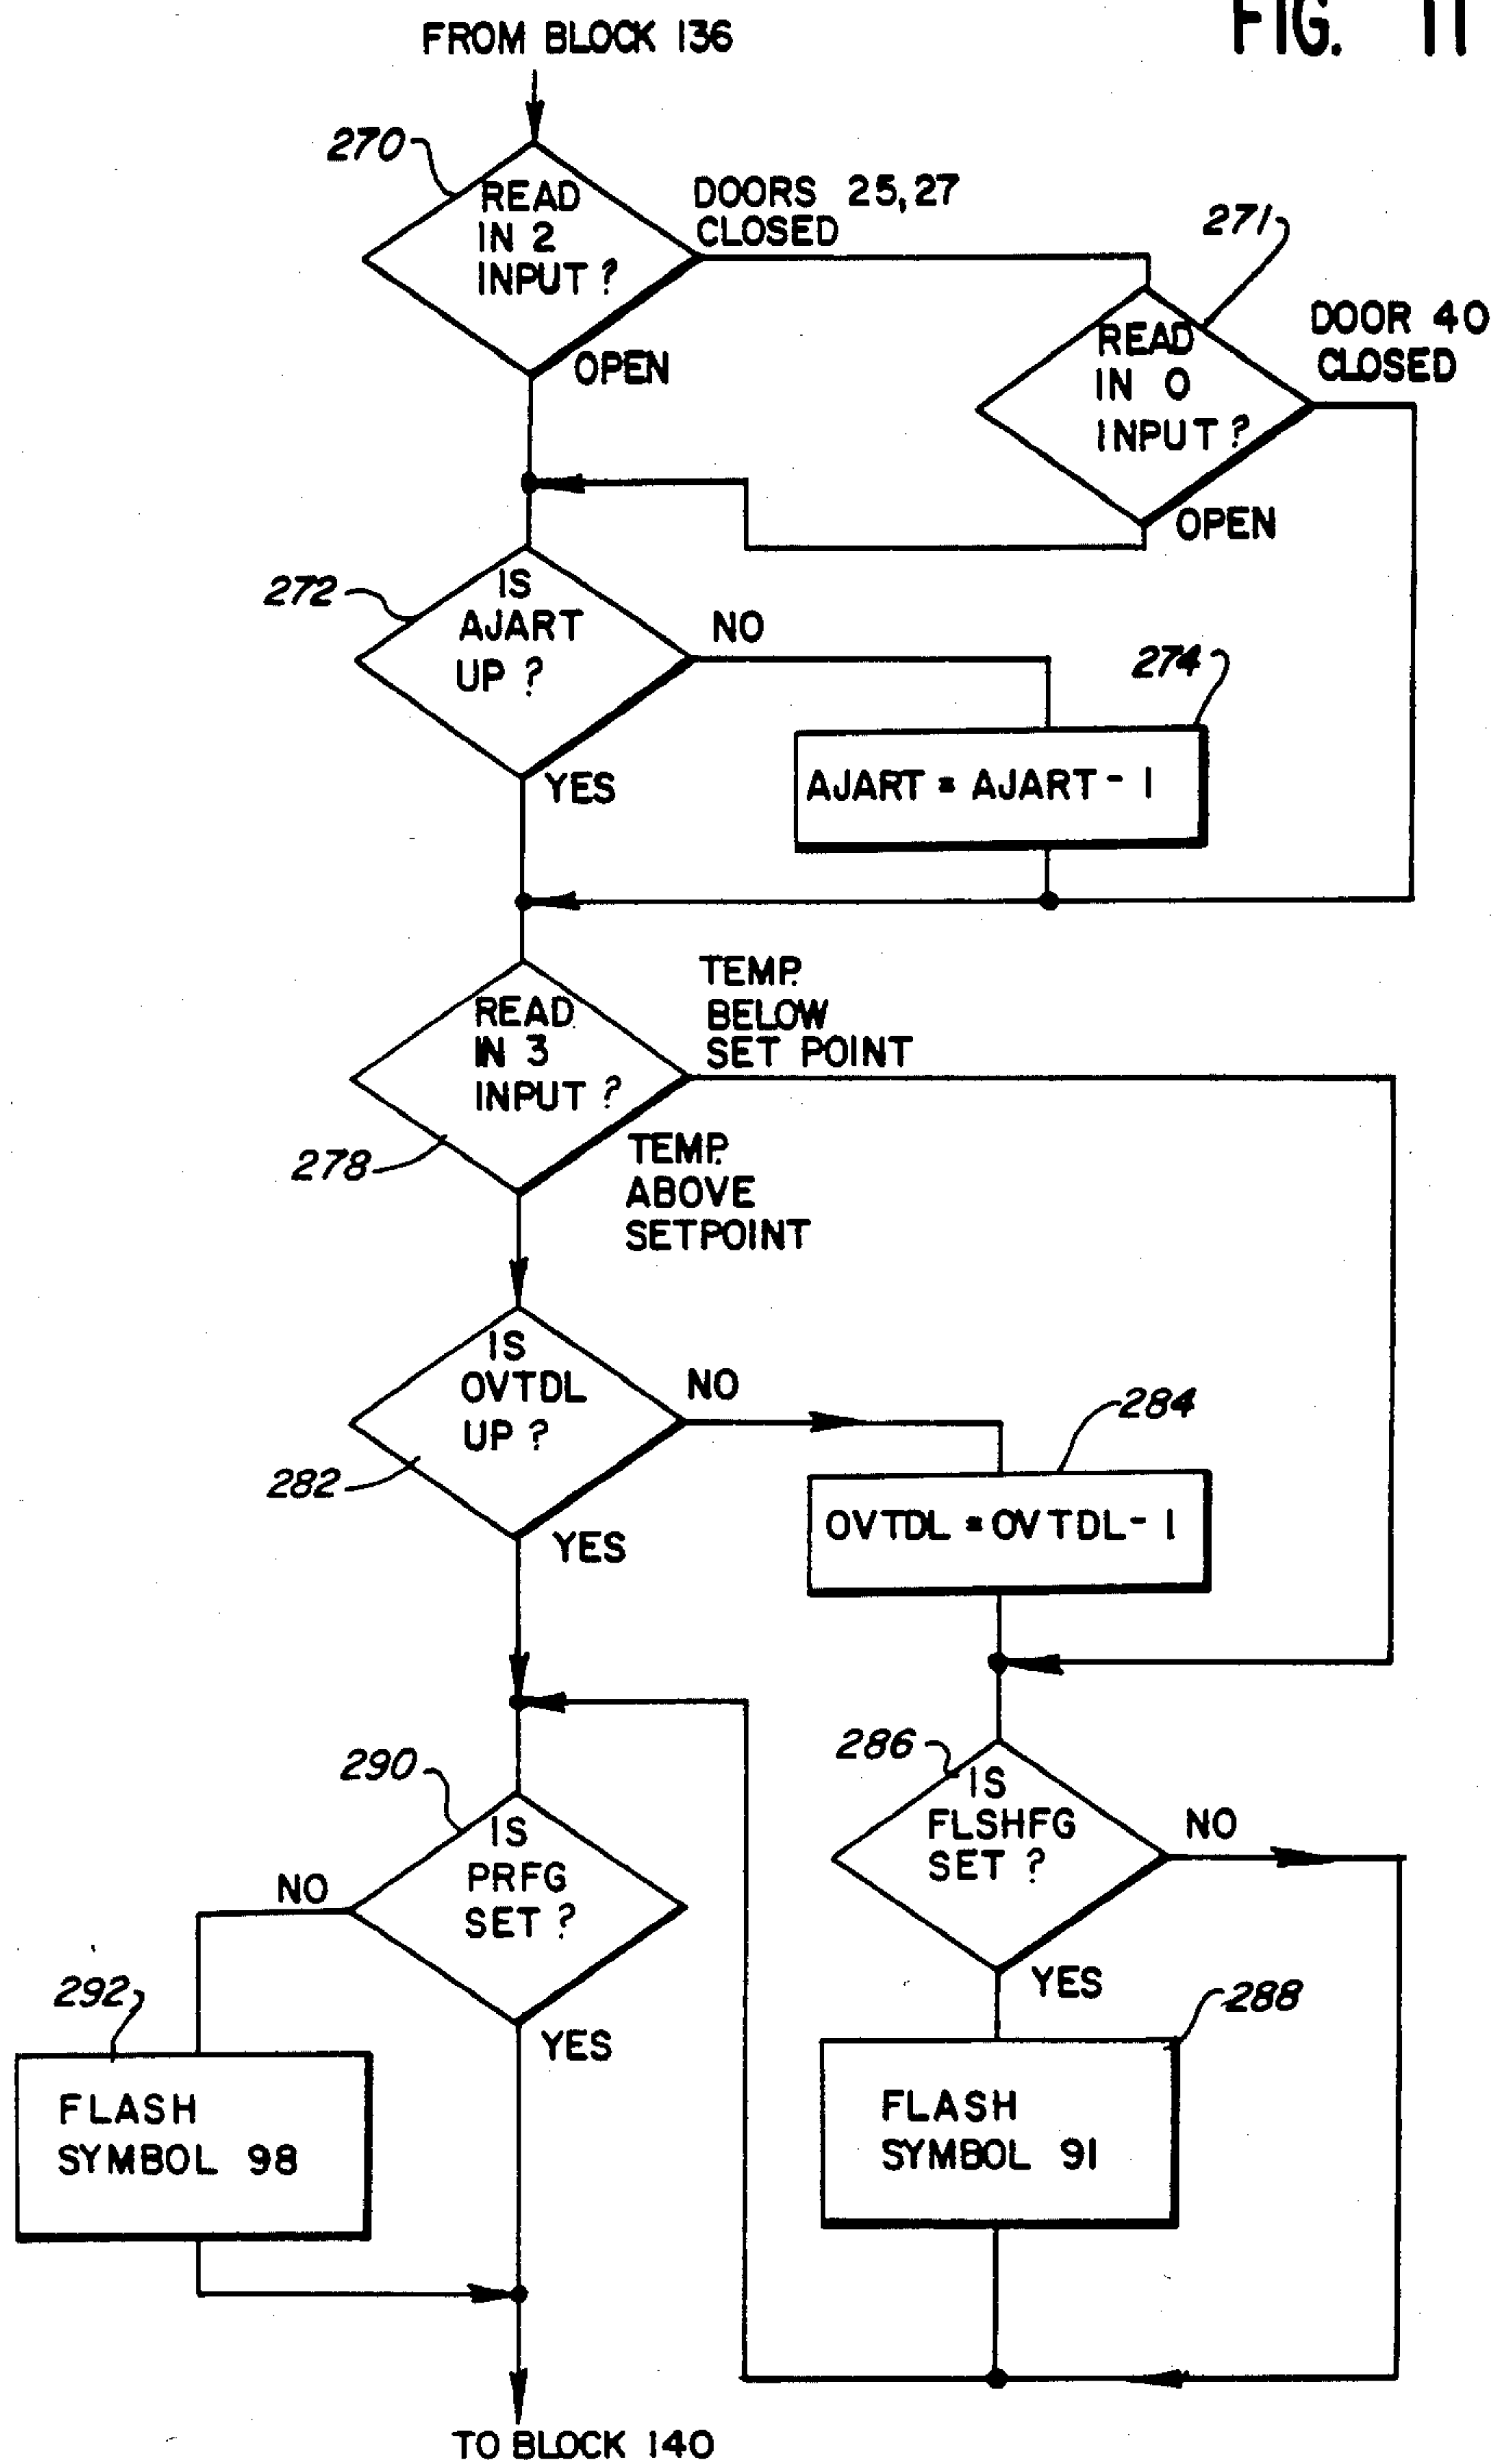 FIG. 11
FROM BLOCK 136
270
READ
IN 2
INPUT ?
DOORS 25,27
CLOSED
OPEN
271
READ
IN 0
INPUT ?
DOOR 40
CLOSED
OPEN
272
IS
AJART
UP ?
NO
YES
274
AJART = AJART - 1
READ
IN 3
INPUT ?
278
TEMP.
BELOW
SET POINT
TEMP.
ABOVE
SETPOINT
IS
OVTDL
UP ?
282
NO
YES
284
OVTDL = OVTDL - 1
286
IS
FLSHFG
SET ?
NO
YES
288
FLASH
SYMBOL 91
290
IS
PRFG
SET ?
NO
YES
292
FLASH
SYMBOL 98
TO BLOCK 140